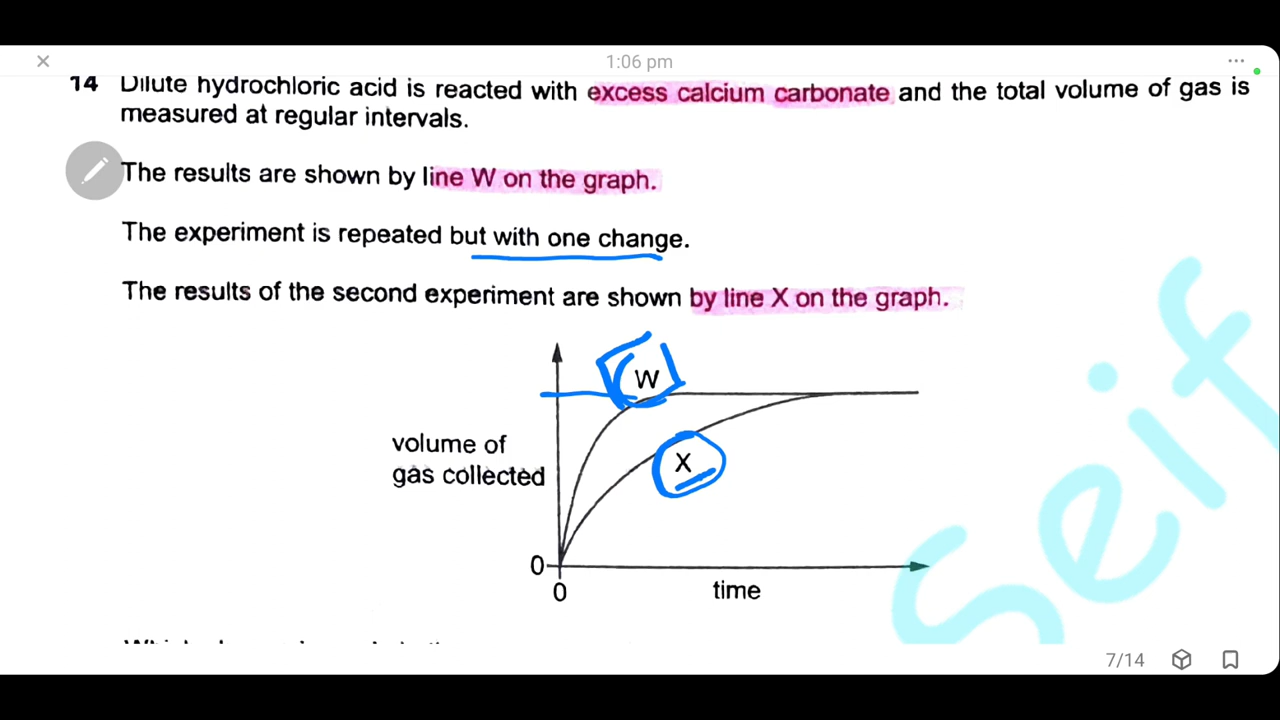 1:06 pm
14 Dilute hydrochloric acid is reacted with excess calcium carbonate and the total volume of gas is
measured at regular intervals.
The results are shown by line W on the graph.
The experiment is repeated but with one change.
The results of the second experiment are shown by line X on the graph.
W
volume of
gas collected
X
0
0
time
Seif
7/14